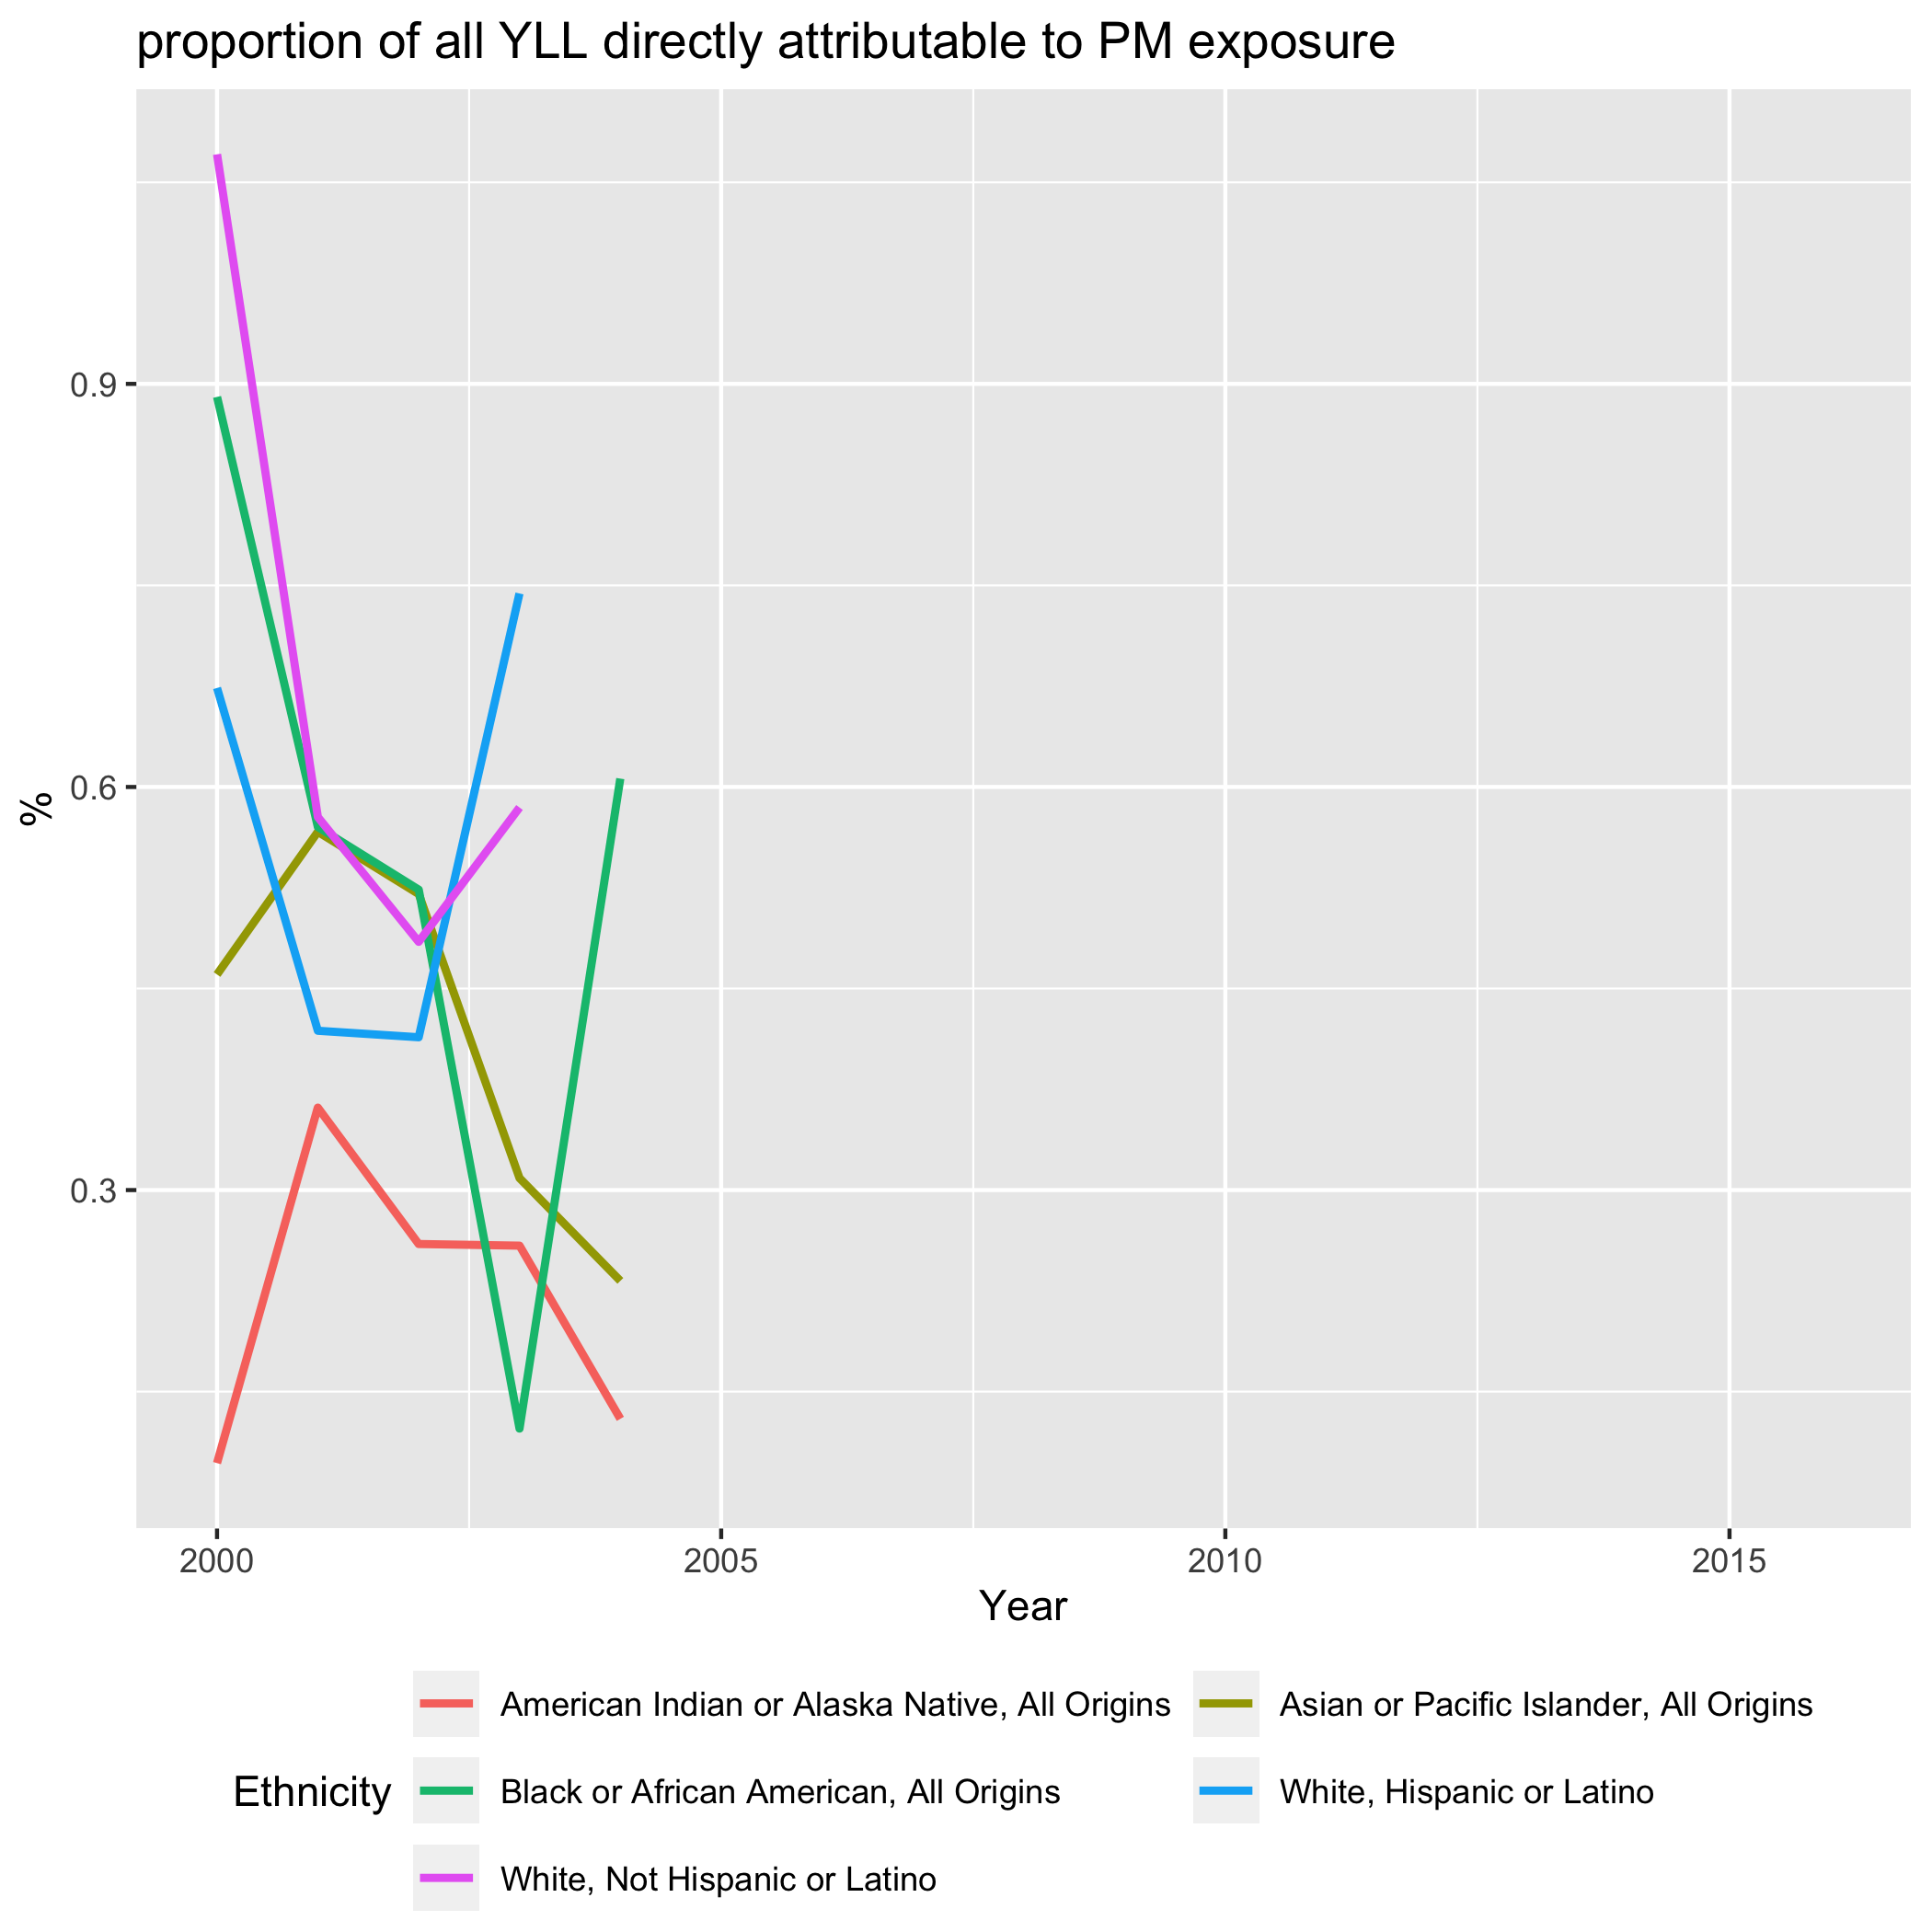 proportion of all YLL directly attributable to PM exposure
%
0.9
0.6
0.3
2000 2005 2010 2015
Year
Ethnicity
American Indian or Alaska Native, All Origins
Asian or Pacific Islander, All Origins
Black or African American, All Origins
White, Hispanic or Latino
White, Not Hispanic or Latino